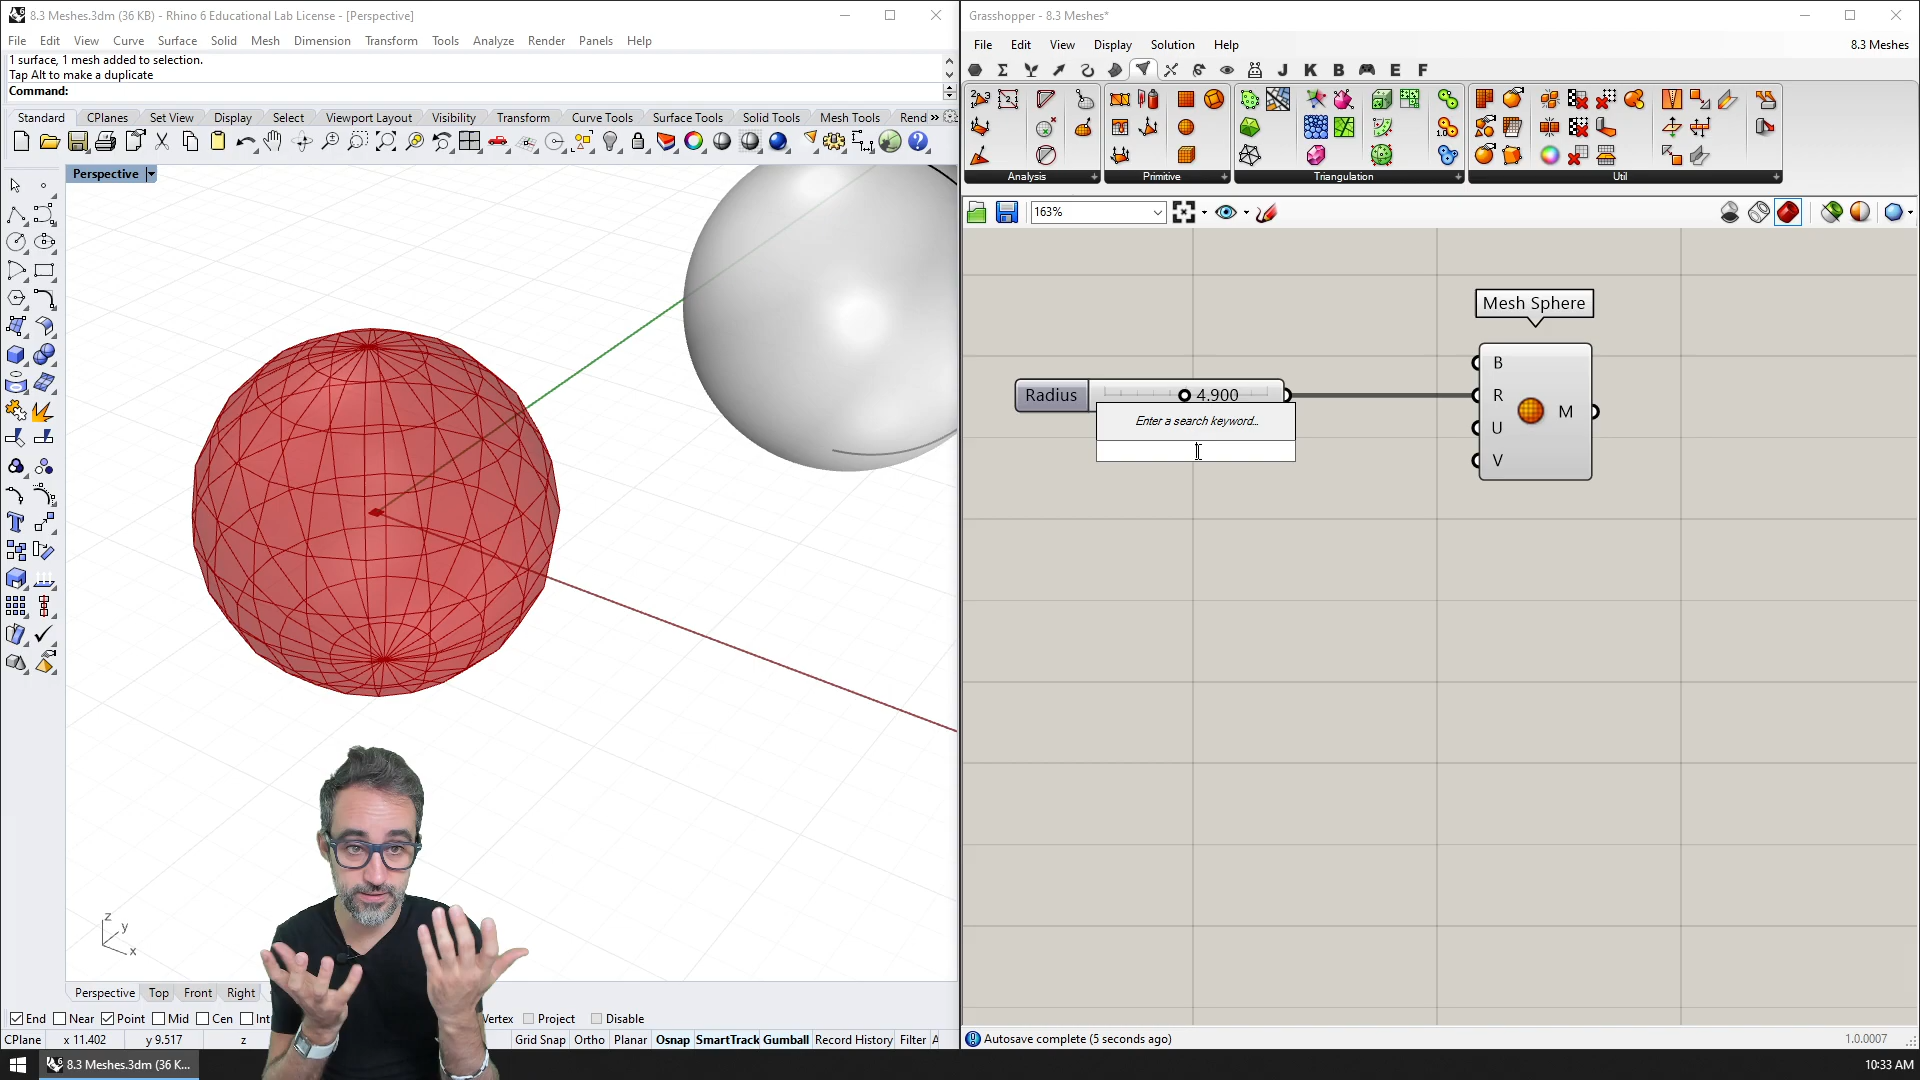 8.3 Meshes.3dm (36 KB) - Rhino 6 Educational Lab License - [Perspective]
File Edit View Curve Surface Solid Mesh Dimension Transform Tools Analyze Render Panels Help
1 surface, 1 mesh added to selection.
Tap Alt to make a duplicate
Command:
Standard CPlanes Set View Display Select Viewport Layout Visibility Transform Curve Tools Surface Tools Solid Tools Mesh Tools Rend »
Perspective
z
y
x
Perspective Top Front Right
End Near Point Mid Cen Int Vertex Project Disable
CPlane x 11.402 y 9.517 z Grid Snap Ortho Planar Osnap SmartTrack Gumball Record History Filter A
8.3 Meshes.3dm (36 K...
Grasshopper - 8.3 Meshes*
File Edit View Display Solution Help 8.3 Meshes
J K B E F
Analysis Primitive Triangulation Util
163%
Mesh Sphere
B
Radius 4.900 R
M
U
V
Enter a search keyword...
Autosave complete (5 seconds ago) 1.0.0007
10:33 AM